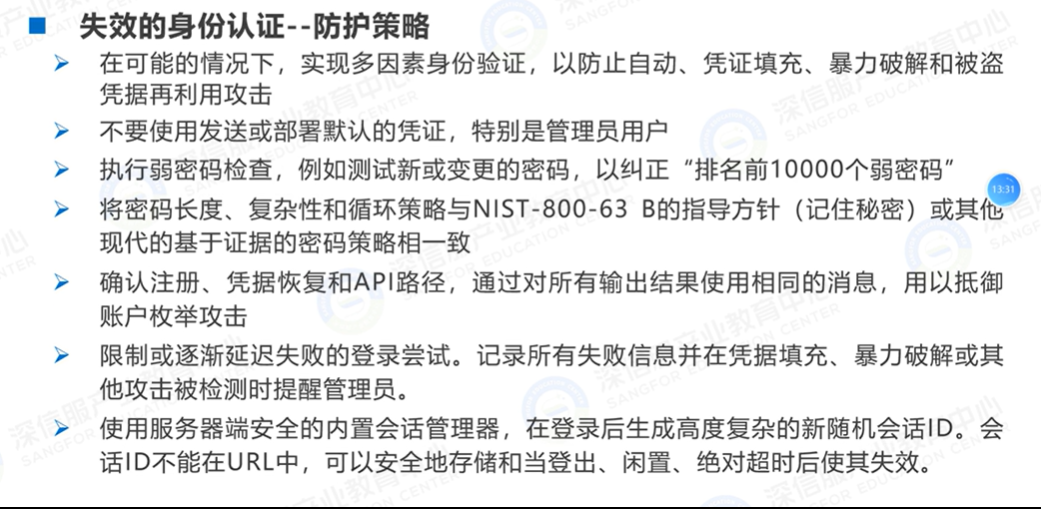 失效的身份认证--防护策略
在可能的情况下，实现多因素身份验证，以防止自动、凭证填充、暴力破解和被盗
凭据再利用攻击
不要使用发送或部署默认的凭证，特别是管理员用户
执行弱密码检查，例如测试新或变更的密码，以纠正“排名前10000个弱密码”
13:31
将密码长度、复杂性和循环策略与NIST-800-63 B的指导方针（记住秘密）或其他
现代的基于证据的密码策略相一致
确认注册、凭据恢复和API路径，通过对所有输出结果使用相同的消息，用以抵御
账户枚举攻击
限制或逐渐延迟失败的登录尝试。记录所有失败信息并在凭据填充、暴力破解或其
他攻击被检测时提醒管理员。
使用服务器端安全的内置会话管理器，在登录后生成高度复杂的新随机会话ID。会
话ID不能在URL中，可以安全地存储和当登出、闲置、绝对超时后使其失效。
深信服产业教育中心
SANGFOR EDUCATION CENTER